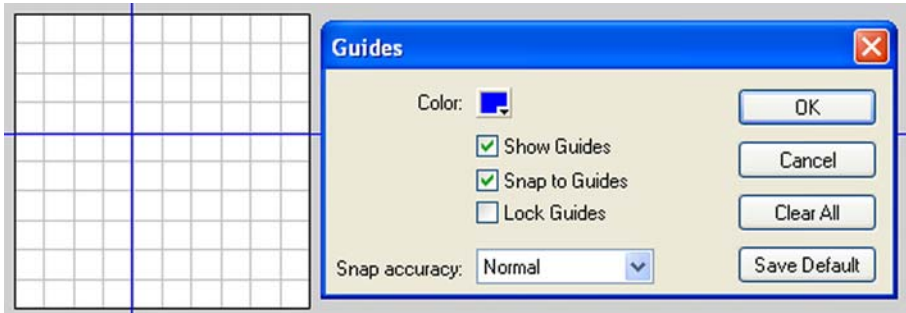 Guides
Color:
OK
Show Guides
Cancel
Snap to Guides
Lock Guides
Clear All
Snap accuracy: Normal
Save Default